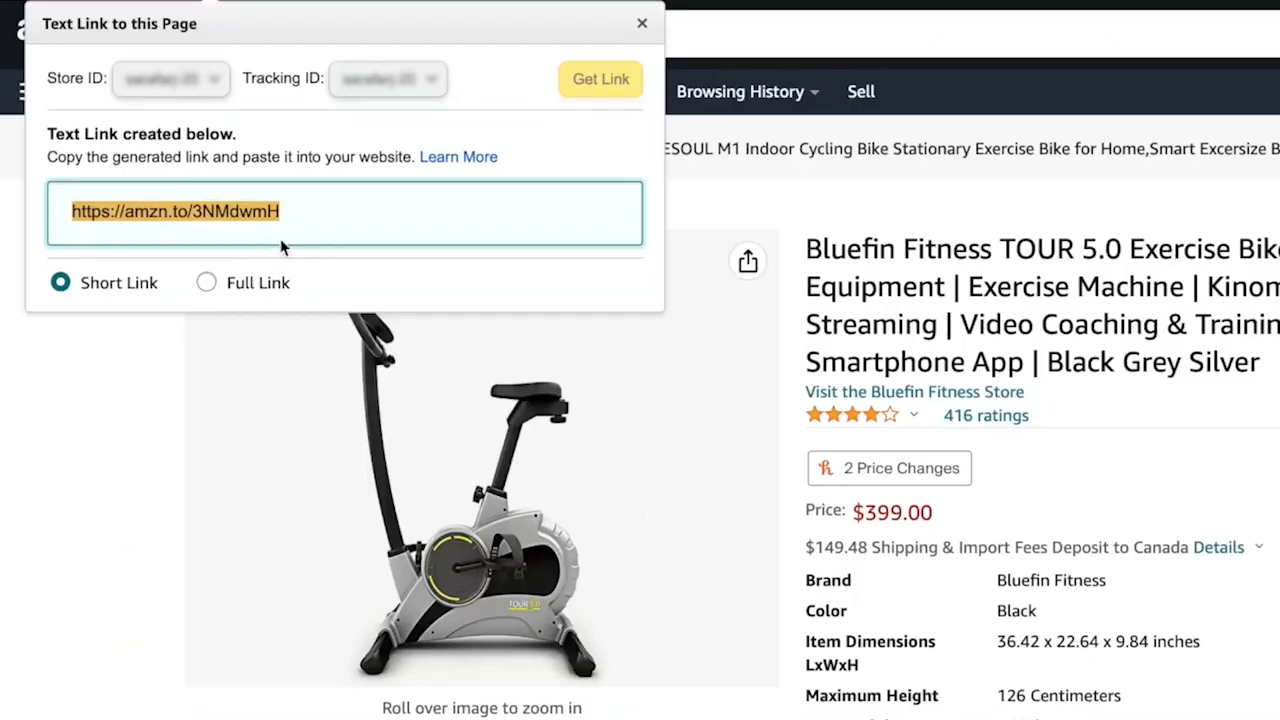 Text Link to this Page
Store ID:
Tracking ID:
Get Link
Text Link created below.
Copy the generated link and paste it into your website. Learn More
https://amzn.to/3NMdwmH
Short Link
Full Link
Browsing History
Sell
ESOUL M1 Indoor Cycling Bike Stationary Exercise Bike for Home,Smart Excersize B
Bluefin Fitness TOUR 5.0 Exercise Bike
Equipment | Exercise Machine | Kinom
Streaming | Video Coaching & Trainin
Smartphone App | Black Grey Silver
Visit the Bluefin Fitness Store
416 ratings
2 Price Changes
Price: $399.00
$149.48 Shipping & Import Fees Deposit to Canada Details
Brand Bluefin Fitness
Color Black
Item Dimensions 36.42 x 22.64 x 9.84 inches
LxWxH
Maximum Height 126 Centimeters
TOUR 5.0
Roll over image to zoom in